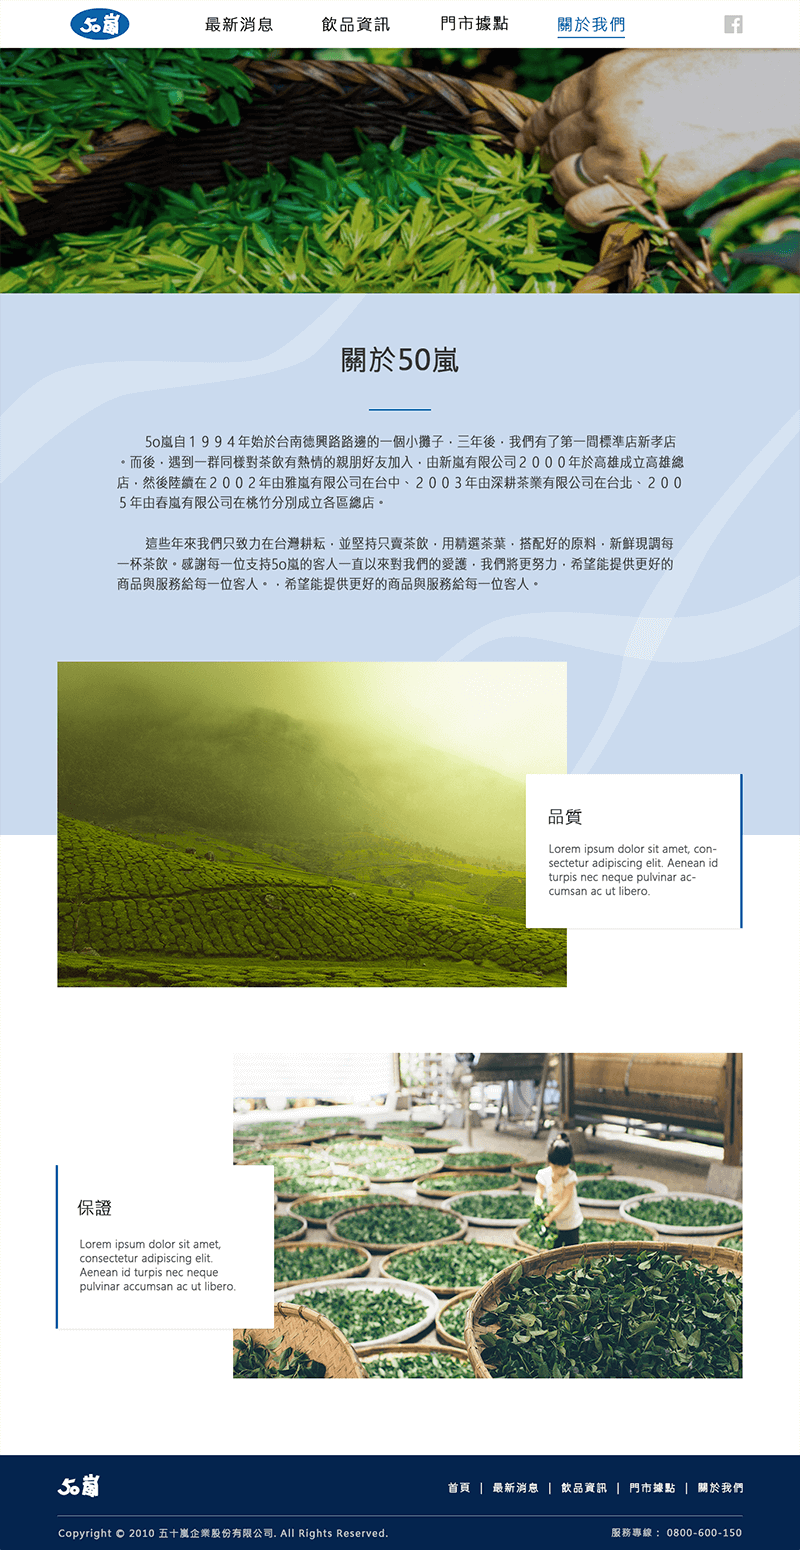 50嵐
最新消息
飲品資訊
門市據點
關於我們
關於50嵐
5o嵐自１９９４年始於台南德興路路邊的一個小攤子，三年後，我們有了第一間標準店新孝店
。而後，遇到一群同樣對茶飲有熱情的親朋好友加入，由新嵐有限公司２０００年於高雄成立高雄總
店，然後陸續在２００２年由雅嵐有限公司在台中、２００３年由深耕茶業有限公司在台北、２００
５年由春嵐有限公司在桃竹分別成立各區總店。
這些年來我們只致力在台灣耕耘，並堅持只賣茶飲，用精選茶葉，搭配好的原料，新鮮現調每
一杯茶飲。感謝每一位支持5o嵐的客人一直以來對我們的愛護，我們將更努力，希望能提供更好的
商品與服務給每一位客人。，希望能提供更好的商品與服務給每一位客人。
品質
Lorem ipsum dolor sit amet, con-
sectetur adipiscing elit. Aenean id
turpis nec neque pulvinar ac-
cumsan ac ut libero.
保證
Lorem ipsum dolor sit amet,
consectetur adipiscing elit.
Aenean id turpis nec neque
pulvinar accumsan ac ut libero.
50嵐
首頁 | 最新消息 | 飲品資訊 | 門市據點 | 關於我們
Copyright © 2010 五十嵐企業股份有限公司. All Rights Reserved.
服務專線： 0800-600-150